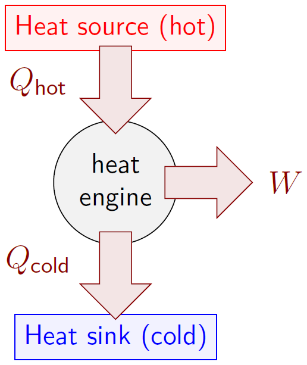 Heat source (hot)
Q_hot
heat
engine
W
Q_cold
Heat sink (cold)